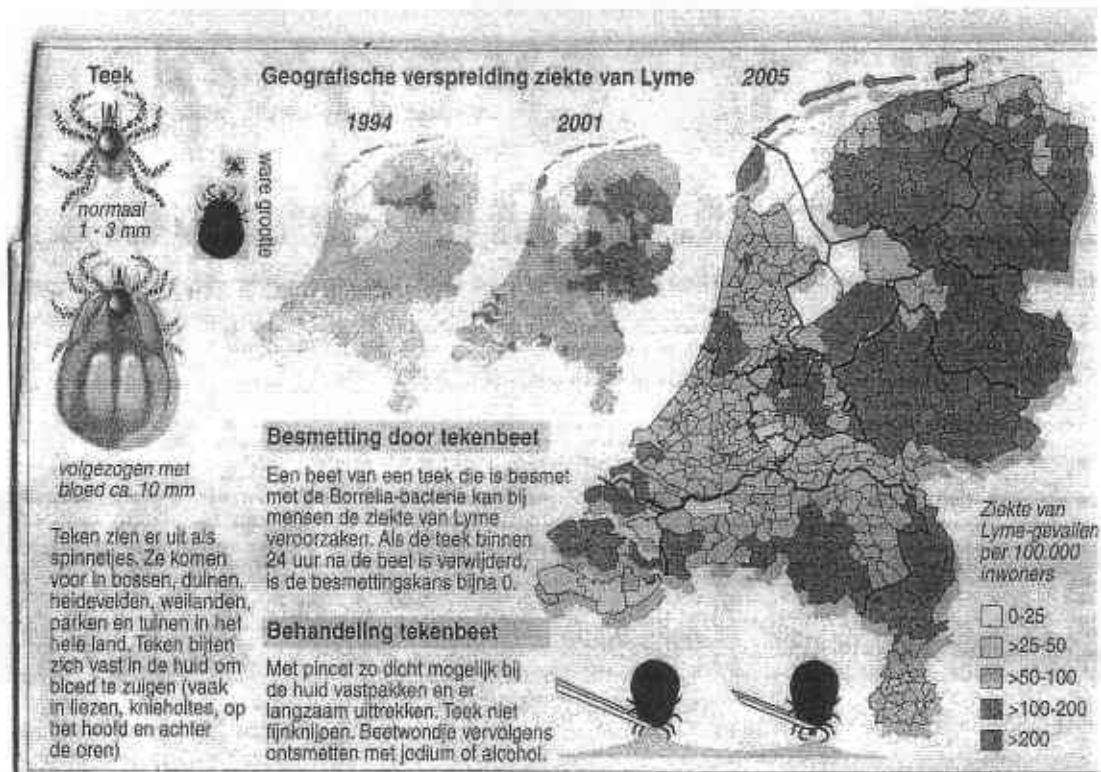 Teek
normaal
1 - 3 mm
ware grootte
volgezogen met
bloed ca. 10 mm
Teken zien er uit als
spinnetjes. Ze komen
voor in bossen, duinen,
heidevelden, weilanden,
parken en tuinen in het
hele land. Teken bijten
zich vast in de huid om
bloed te zuigen (vaak
in liezen, knieholtes, op
het hoofd en achter
de oren)
Geografische verspreiding ziekte van Lyme
1994
2001
2005
Besmetting door tekenbeet
Een beet van een teek die is besmet
met de Borrelia-bacterie kan bij
mensen de ziekte van Lyme
veroorzaken. Als de teek binnen
24 uur na de beet is verwijderd,
is de besmettingskans bijna 0.
Behandeling tekenbeet
Met pincet zo dicht mogelijk bij
de huid vastpakken en er
langzaam uittrekken. Teek niet
fijnknijpen. Beetwondje vervolgens
ontsmetten met jodium of alcohol.
Ziekte van
Lyme-gevallen
per 100.000
inwoners
0-25
>25-50
>50-100
>100-200
>200